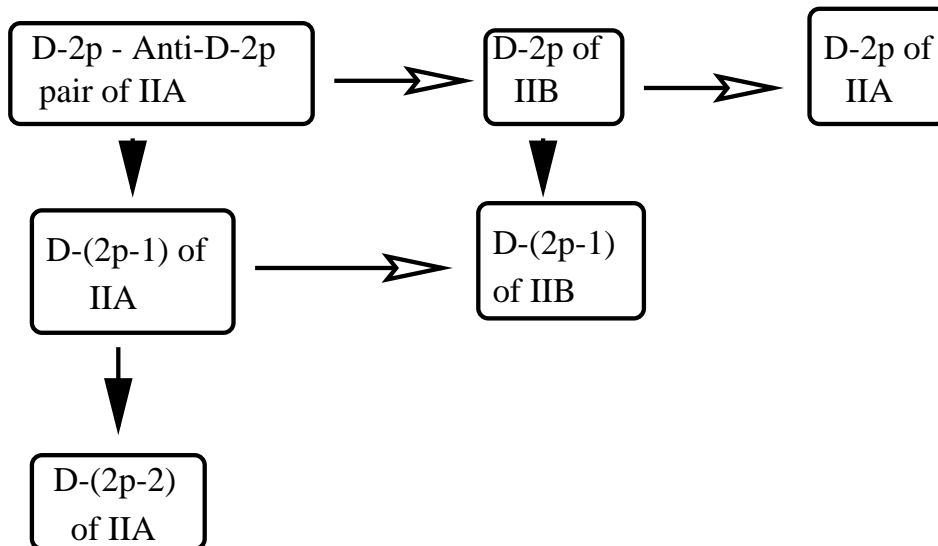 D-2p - Anti-D-2p
pair of IIA
D-2p of
IIB
D-2p of
IIA
D-(2p-1) of
IIA
D-(2p-1)
of IIB
D-(2p-2)
of IIA